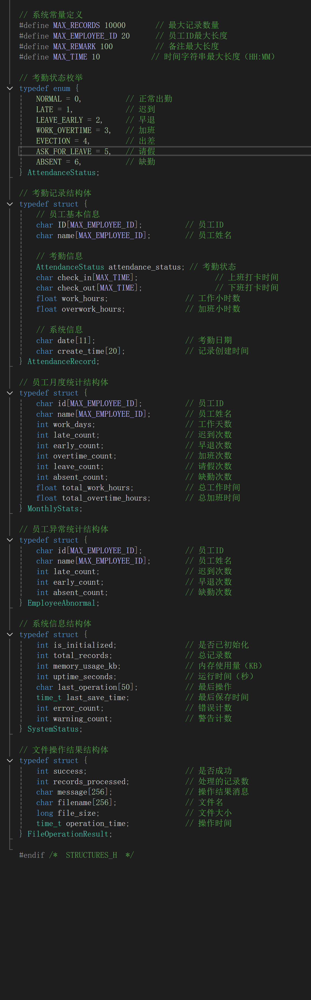 // 系统常量定义
#define MAX_RECORDS 10000       // 最大记录数量
#define MAX_EMPLOYEE_ID 20      // 员工ID最大长度
#define MAX_REMARK 100          // 备注最大长度
#define MAX_TIME 10            // 时间字符串最大长度（HH:MM）
// 考勤状态枚举
typedef enum {
    NORMAL = 0,          // 正常出勤
    LATE = 1,            // 迟到
    LEAVE_EARLY = 2,     // 早退
    WORK_OVERTIME = 3,   // 加班
    EVECTION = 4,        // 出差
    ASK_FOR_LEAVE = 5,   // 请假
    ABSENT = 6,          // 缺勤
} AttendanceStatus;
// 考勤记录结构体
typedef struct {
    // 员工基本信息
    char ID[MAX_EMPLOYEE_ID];          // 员工ID
    char name[MAX_EMPLOYEE_ID];        // 员工姓名
    // 考勤信息
    AttendanceStatus attendance_status; // 考勤状态
    char check_in[MAX_TIME];                  // 上班打卡时间
    char check_out[MAX_TIME];                 // 下班打卡时间
    float work_hours;                  // 工作小时数
    float overwork_hours;              // 加班小时数
    // 系统信息
    char date[11];                     // 考勤日期
    char create_time[20];              // 记录创建时间
} AttendanceRecord;
// 员工月度统计结构体
typedef struct {
    char id[MAX_EMPLOYEE_ID];          // 员工ID
    char name[MAX_EMPLOYEE_ID];        // 员工姓名
    int work_days;                     // 工作天数
    int late_count;                    // 迟到次数
    int early_count;                   // 早退次数
    int overtime_count;                // 加班次数
    int leave_count;                   // 请假次数
    int absent_count;                  // 缺勤次数
    float total_work_hours;            // 总工作时间
    float total_overtime_hours;        // 总加班时间
} MonthlyStats;
// 员工异常统计结构体
typedef struct {
    char id[MAX_EMPLOYEE_ID];          // 员工ID
    char name[MAX_EMPLOYEE_ID];        // 员工姓名
    int late_count;                    // 迟到次数
    int early_count;                   // 早退次数
    int absent_count;                  // 缺勤次数
} EmployeeAbnormal;
// 系统信息结构体
typedef struct {
    int is_initialized;                // 是否已初始化
    int total_records;                 // 总记录数
    int memory_usage_kb;               // 内存使用量（KB）
    int uptime_seconds;                // 运行时间（秒）
    char last_operation[50];           // 最后操作
    time_t last_save_time;             // 最后保存时间
    int error_count;                   // 错误计数
    int warning_count;                 // 警告计数
} SystemStatus;
// 文件操作结果结构体
typedef struct {
    int success;                       // 是否成功
    int records_processed;             // 处理的记录数
    char message[256];                 // 操作结果消息
    char filename[256];                // 文件名
    long file_size;                    // 文件大小
    time_t operation_time;             // 操作时间
} FileOperationResult;
#endif /*  STRUCTURES_H  */